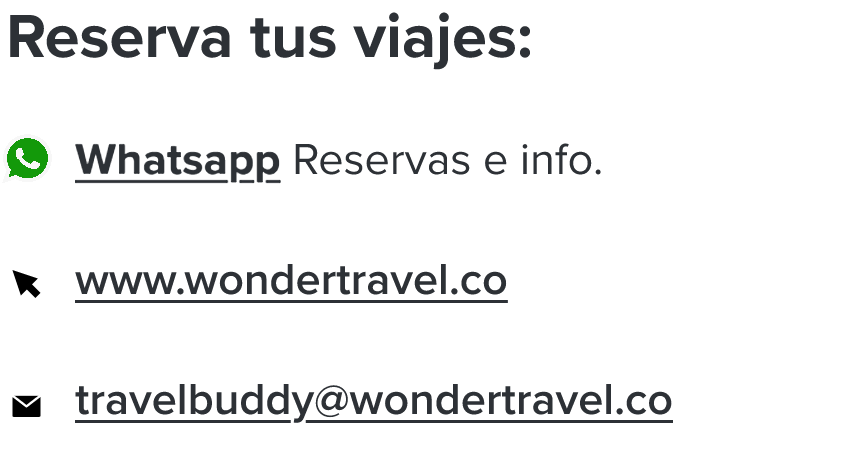 Reserva tus viajes:
Whatsapp Reservas e info.
www.wondertravel.co
travelbuddy@wondertravel.co